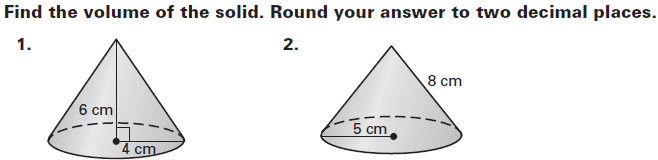 Find the volume of the solid. Round your answer to two decimal places.
1.
6 cm
4 cm
2.
8 cm
5 cm